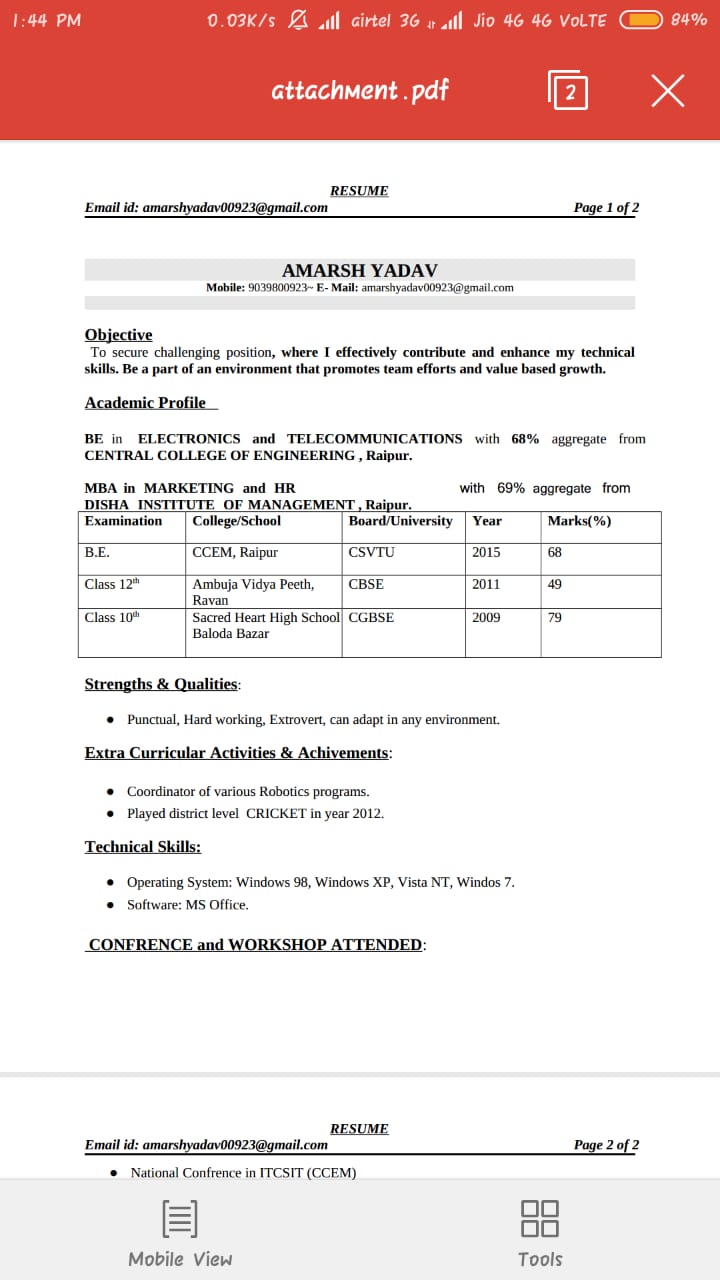 1:44 PM 0.03K/s airtel 3G Jio 4G 4G VoLTE 84%
attachment.pdf 2
RESUME
Email id: amarshyadav00923@gmail.com Page 1 of 2
AMARSH YADAV
Mobile: 9039800923~ E- Mail: amarshyadav00923@gmail.com
Objective
To secure challenging position, where I effectively contribute and enhance my technical
skills. Be a part of an environment that promotes team efforts and value based growth.
Academic Profile
BE in ELECTRONICS and TELECOMMUNICATIONS with 68% aggregate from
CENTRAL COLLEGE OF ENGINEERING , Raipur.
MBA in MARKETING and HR with 69% aggregate from
DISHA INSTITUTE OF MANAGEMENT , Raipur.
Examination College/School Board/University Year Marks(%)
B.E. CCEM, Raipur CSVTU 2015 68
Class 12th Ambuja Vidya Peeth, CBSE 2011 49
Ravan
Class 10th Sacred Heart High School CGBSE 2009 79
Baloda Bazar
Strengths & Qualities:
• Punctual, Hard working, Extrovert, can adapt in any environment.
Extra Curricular Activities & Achivements:
• Coordinator of various Robotics programs.
• Played district level CRICKET in year 2012.
Technical Skills:
• Operating System: Windows 98, Windows XP, Vista NT, Windos 7.
• Software: MS Office.
CONFRENCE and WORKSHOP ATTENDED:
RESUME
Email id: amarshyadav00923@gmail.com Page 2 of 2
• National Confrence in ITCSIT (CCEM)
Mobile View Tools